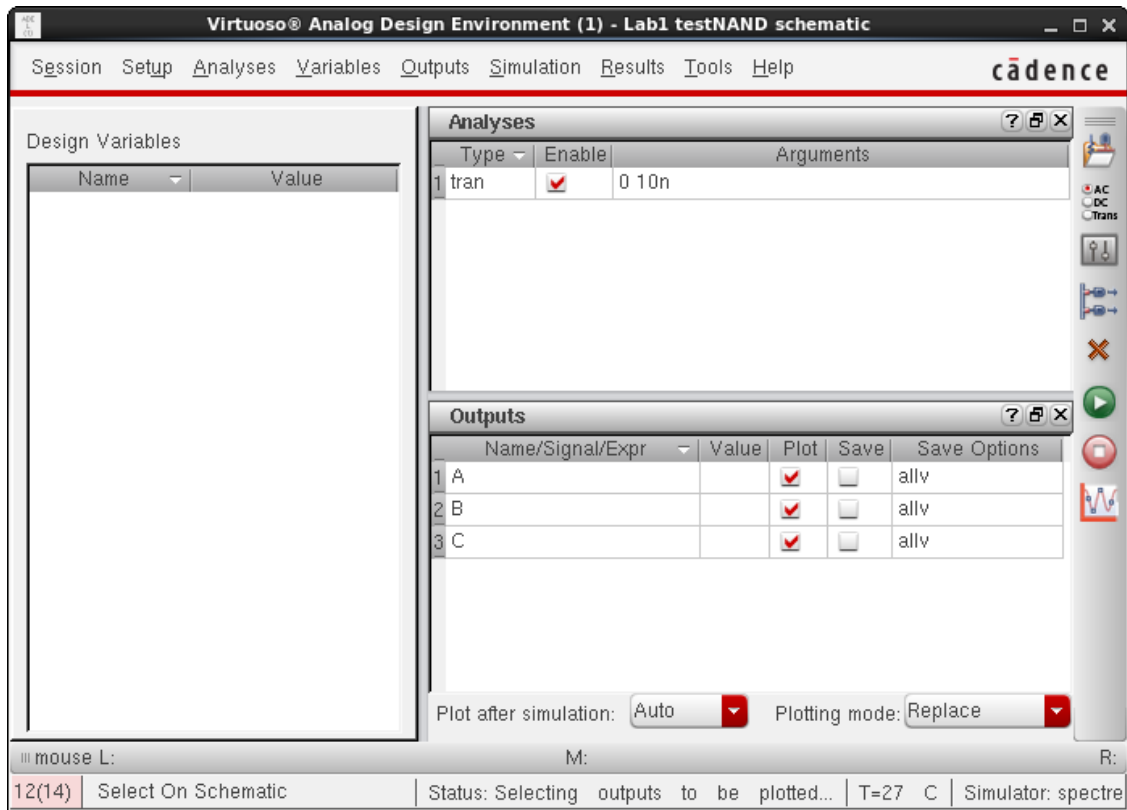 Virtuoso® Analog Design Environment (1) - Lab1 testNAND schematic
Session Setup Analyses Variables Outputs Simulation Results Tools Help
cādence
Design Variables
Name Value
Analyses
Type Enable Arguments
1 tran 0 10n
AC
DC
Trans
Outputs
Name/Signal/Expr Value Plot Save Save Options
1 A allv
2 B allv
3 C allv
Plot after simulation: Auto Plotting mode: Replace
mouse L: M: R:
12(14) Select On Schematic Status: Selecting outputs to be plotted... T=27 C Simulator: spectre